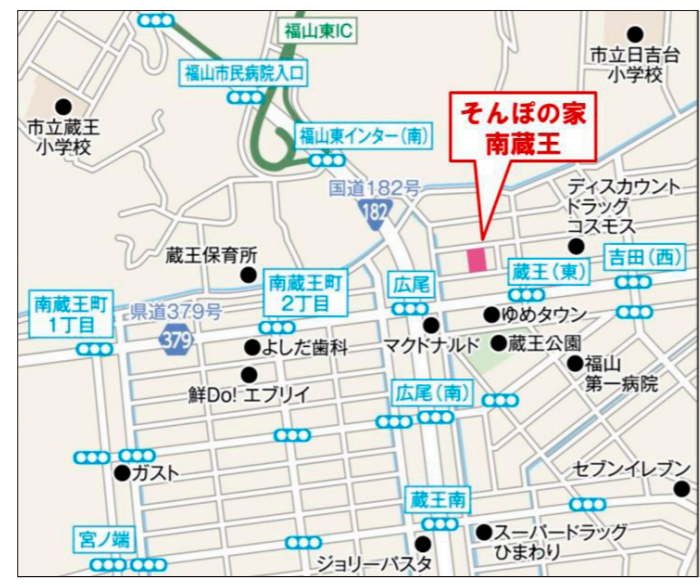 福山東IC
市立日吉台
小学校
福山市民病院入口
市立蔵王
小学校
福山東インター(南)
そんぽの家
南蔵王
国道182号
182
ディスカウント
ドラッグ
コスモス
蔵王保育所
南蔵王町
2丁目
広尾
蔵王(東)
吉田(西)
南蔵王町
1丁目
県道379号
379
ゆめタウン
よしだ歯科
マクドナルド
蔵王公園
福山
第一病院
鮮Do!エブリイ
広尾(南)
ガスト
セブンイレブン
蔵王南
宮ノ端
スーパードラッグ
ひまわり
ジョリーパスタ